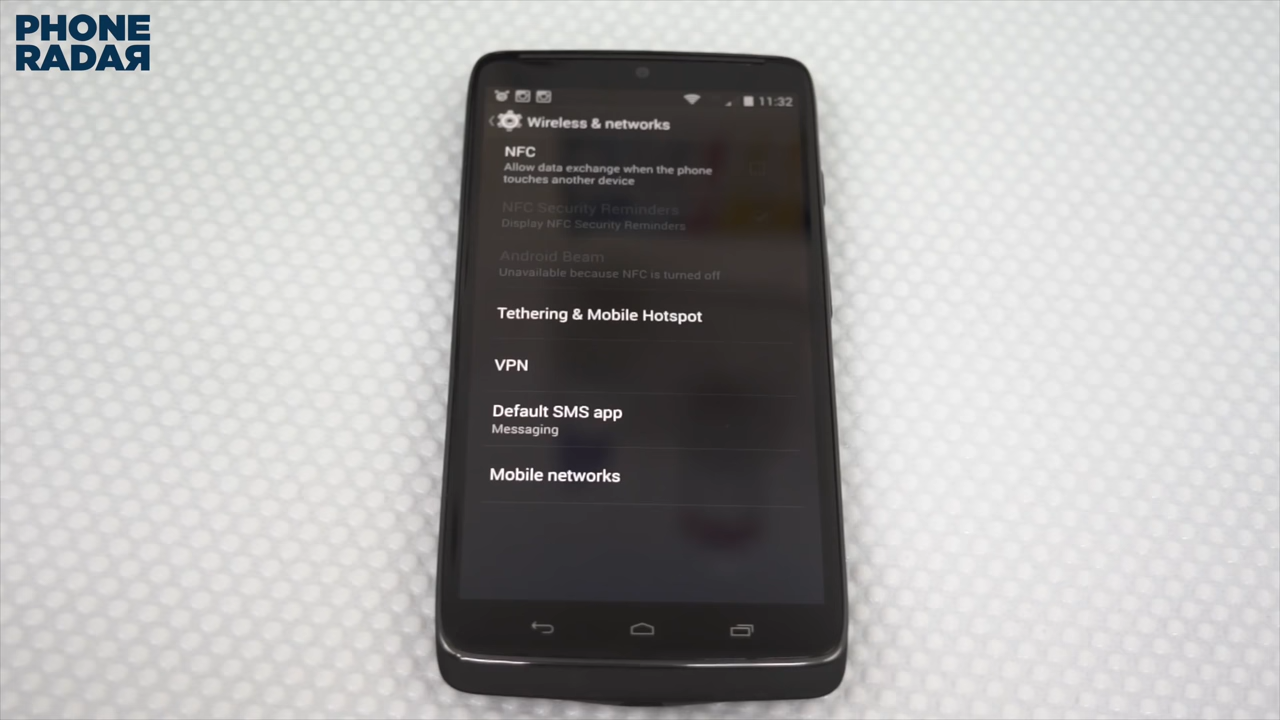 PHONE
RADAR
11:32
Wireless & networks
NFC
Allow data exchange when the phone
touches another device
NFC Security Reminders
Display NFC Security Reminders
Android Beam
Unavailable because NFC is turned off
Tethering & Mobile Hotspot
VPN
Default SMS app
Messaging
Mobile networks